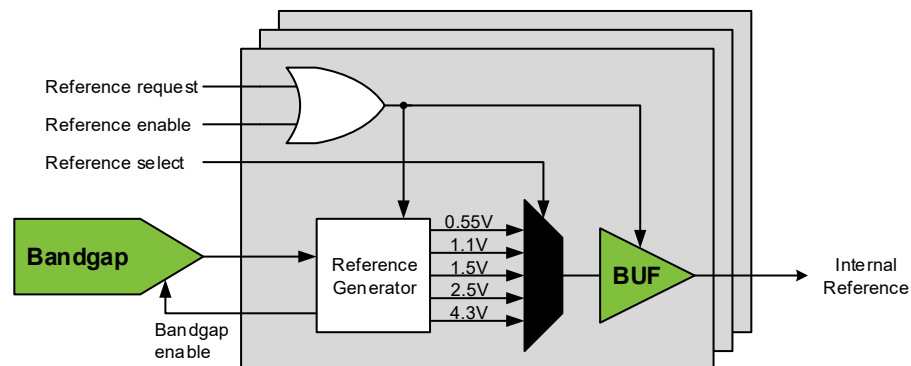 Reference request
Reference enable
Reference select
0.55V
Bandgap
1.1V
Reference
Generator
1.5V
2.5V
4.3V
BUF
Internal
Reference
Bandgap
enable